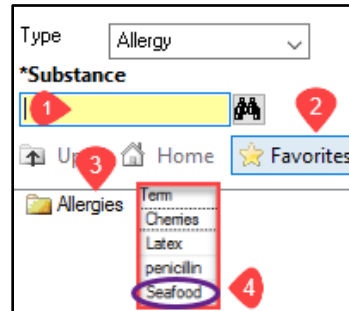 Type Allergy
*Substance
1
2
Up Home Favorites
3
Allergies
Term
Cherries
Latex
penicillin
Seafood
4